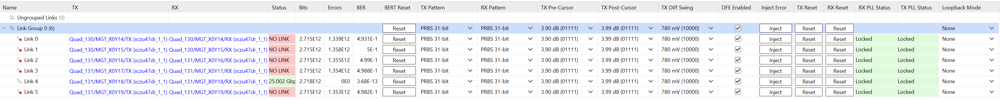 Name TX RX Status Bits Errors BER BERT Reset TX Pattern RX Pattern TX Pre-Cursor TX Post-Cursor TX Diff Swing DFE Enabled Inject Error TX Reset RX Reset RX PLL Status TX PLL Status Loopback Mode
Ungrouped Links (0)
Link Group 0 (6) Reset PRBS 31-bit PRBS 31-bit 3.90 dB (01111) 3.99 dB (01111) 780 mV (10000) Inject Reset Reset None
Link 0 Quad_130/MGT_X0Y14/TX (xczu47dr_1_1) Quad_130/MGT_X0Y14/RX (xczu47dr_1_1) NO LINK 2.715E12 1.339E12 4.931E-1 Reset PRBS 31-bit PRBS 31-bit 3.90 dB (01111) 3.99 dB (01111) 780 mV (10000) Inject Reset Reset Locked Locked None
Link 1 Quad_130/MGT_X0Y15/TX (xczu47dr_1_1) Quad_130/MGT_X0Y15/RX (xczu47dr_1_1) NO LINK 2.715E12 1.358E12 5E-1 Reset PRBS 31-bit PRBS 31-bit 3.90 dB (01111) 3.99 dB (01111) 780 mV (10000) Inject Reset Reset Locked Locked None
Link 2 Quad_131/MGT_X0Y16/TX (xczu47dr_1_1) Quad_131/MGT_X0Y16/RX (xczu47dr_1_1) NO LINK 2.715E12 1.355E12 4.99E-1 Reset PRBS 31-bit PRBS 31-bit 3.90 dB (01111) 3.99 dB (01111) 780 mV (10000) Inject Reset Reset Locked Locked None
Link 3 Quad_131/MGT_X0Y17/TX (xczu47dr_1_1) Quad_131/MGT_X0Y17/RX (xczu47dr_1_1) NO LINK 2.715E12 1.354E12 4.988E-1 Reset PRBS 31-bit PRBS 31-bit 3.90 dB (01111) 3.99 dB (01111) 780 mV (10000) Inject Reset Reset Locked Locked None
Link 4 Quad_131/MGT_X0Y18/TX (xczu47dr_1_1) Quad_131/MGT_X0Y18/RX (xczu47dr_1_1) 25.002 Gbp 2.718E12 0E0 3.68E-13 Reset PRBS 31-bit PRBS 31-bit 3.90 dB (01111) 3.99 dB (01111) 780 mV (10000) Inject Reset Reset Locked Locked None
Link 5 Quad_131/MGT_X0Y19/TX (xczu47dr_1_1) Quad_131/MGT_X0Y19/RX (xczu47dr_1_1) NO LINK 2.715E12 1.353E12 4.982E-1 Reset PRBS 31-bit PRBS 31-bit 3.90 dB (01111) 3.99 dB (01111) 780 mV (10000) Inject Reset Reset Locked Locked None